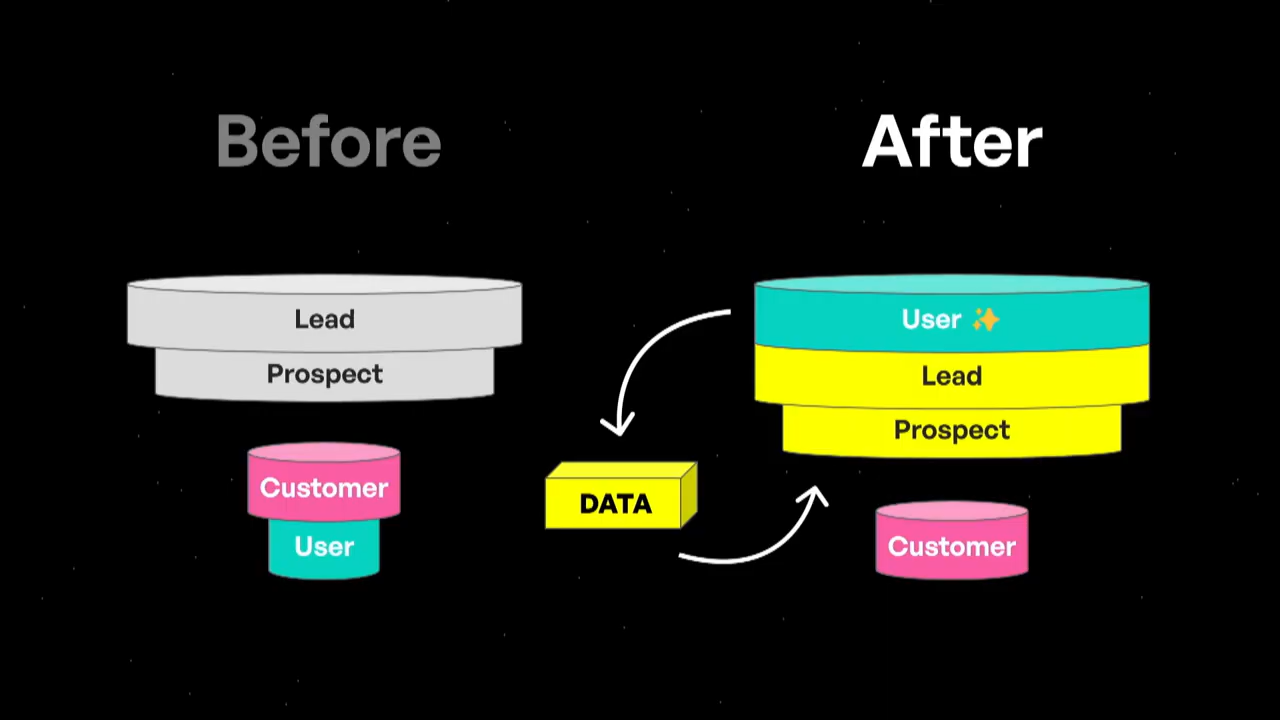 Before
Lead
Prospect
Customer
User
DATA
After
User ✨
Lead
Prospect
Customer